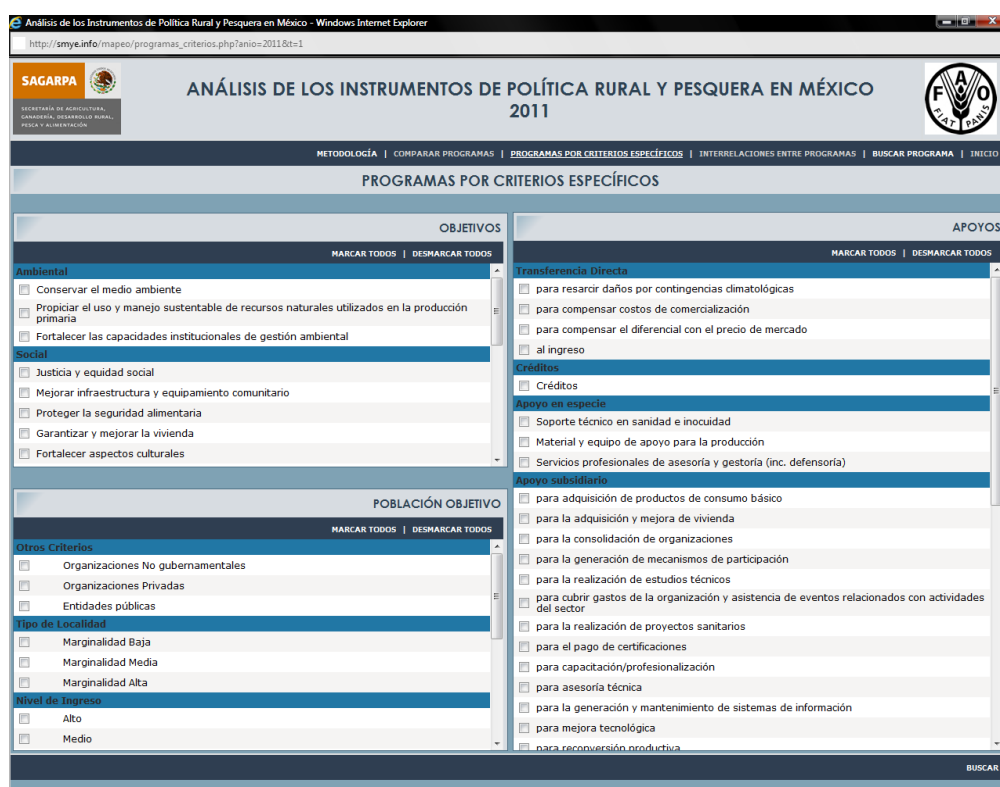 Análisis de los Instrumentos de Política Rural y Pesquera en México - Windows Internet Explorer
http://smye.info/mapeo/programas_criterios.php?anio=2011&t=1
SAGARPA
SECRETARÍA DE AGRICULTURA,
GANADERÍA, DESARROLLO RURAL,
PESCA Y ALIMENTACIÓN
ANÁLISIS DE LOS INSTRUMENTOS DE POLÍTICA RURAL Y PESQUERA EN MÉXICO
2011
FAO
FIAT PANIS
METODOLOGÍA | COMPARAR PROGRAMAS | PROGRAMAS POR CRITERIOS ESPECÍFICOS | INTERRELACIONES ENTRE PROGRAMAS | BUSCAR PROGRAMA | INICIO
PROGRAMAS POR CRITERIOS ESPECÍFICOS
OBJETIVOS
MARCAR TODOS | DESMARCAR TODOS
Ambiental
Conservar el medio ambiente
Propiciar el uso y manejo sustentable de recursos naturales utilizados en la producción
primaria
Fortalecer las capacidades institucionales de gestión ambiental
Social
Justicia y equidad social
Mejorar infraestructura y equipamiento comunitario
Proteger la seguridad alimentaria
Garantizar y mejorar la vivienda
Fortalecer aspectos culturales
POBLACIÓN OBJETIVO
MARCAR TODOS | DESMARCAR TODOS
Otros Criterios
Organizaciones No gubernamentales
Organizaciones Privadas
Entidades públicas
Tipo de Localidad
Marginalidad Baja
Marginalidad Media
Marginalidad Alta
Nivel de Ingreso
Alto
Medio
APOYOS
MARCAR TODOS | DESMARCAR TODOS
Transferencia Directa
para resarcir daños por contingencias climatológicas
para compensar costos de comercialización
para compensar el diferencial con el precio de mercado
al ingreso
Créditos
Créditos
Apoyo en especie
Soporte técnico en sanidad e inocuidad
Material y equipo de apoyo para la producción
Servicios profesionales de asesoría y gestoría (inc. defensoría)
Apoyo subsidiario
para adquisición de productos de consumo básico
para la adquisición y mejora de vivienda
para la consolidación de organizaciones
para la generación de mecanismos de participación
para la realización de estudios técnicos
para cubrir gastos de la organización y asistencia de eventos relacionados con actividades
del sector
para la realización de proyectos sanitarios
para el pago de certificaciones
para capacitación/profesionalización
para asesoría técnica
para la generación y mantenimiento de sistemas de información
para mejora tecnológica
para reconversión productiva
BUSCAR